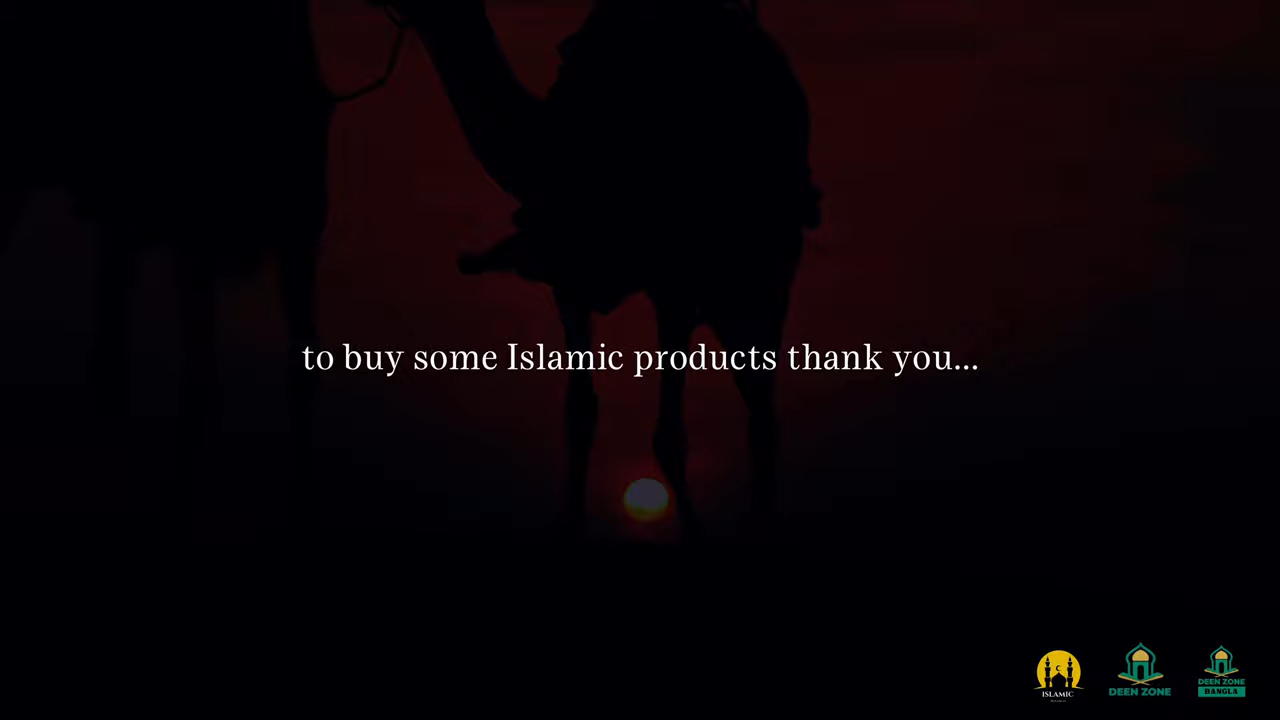 to buy some Islamic products thank you...
ISLAMIC
DEEN ZONE
DEEN ZONE
BANGLA